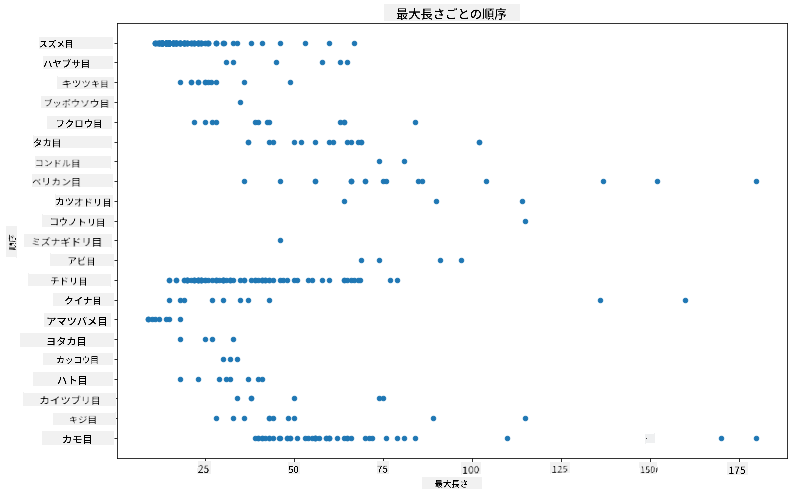 最大長さごとの順序
スズメ目
ハヤブサ目
キツツキ目
ブッポウソウ目
フクロウ目
タカ目
コンドル目
ペリカン目
カツオドリ目
コウノトリ目
ミズナギドリ目
アビ目
チドリ目
クイナ目
アマツバメ目
ヨタカ目
カッコウ目
ハト目
カイツブリ目
キジ目
カモ目
順序
25 50 75 100 125 150 175
最大長さ